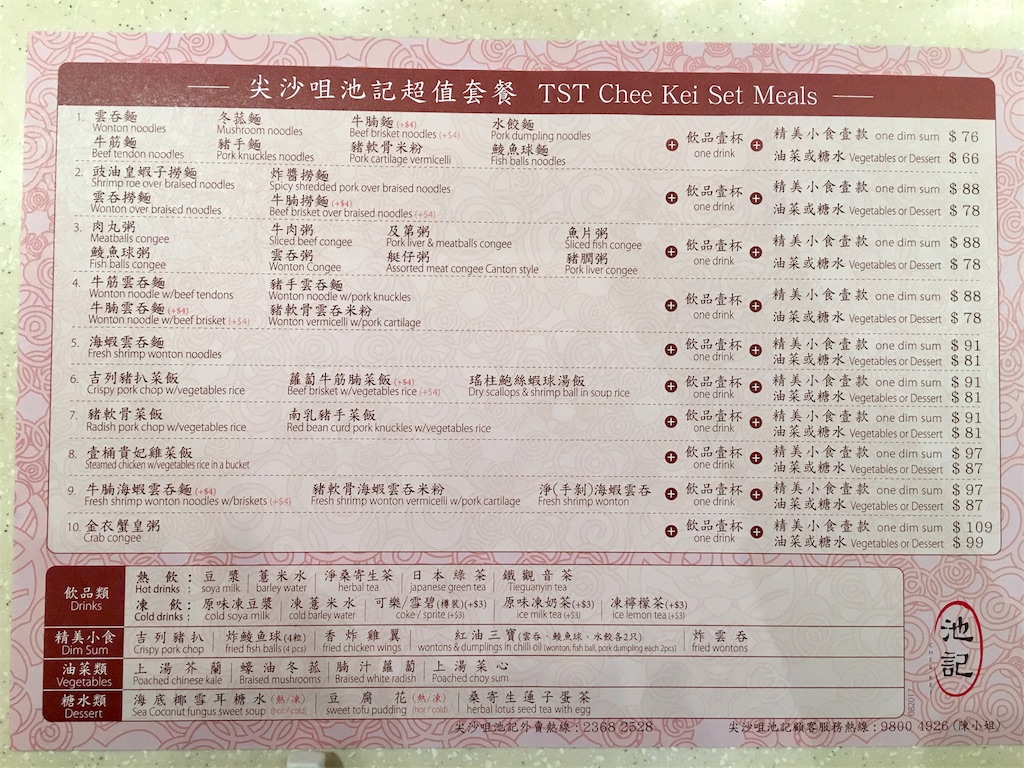 尖沙咀池記超值套餐 TST Chee Kei Set Meals
1. 雲吞麵 冬菰麵 牛腩麵(+$4) 水餃麵
Wonton noodles Mushroom noodles Beef brisket noodles (+$4) Pork dumpling noodles
牛筋麵 豬手麵 豬軟骨米粉 鯪魚球麵
Beef tendon noodles Pork knuckles noodles Pork cartilage vermicelli Fish balls noodles
+ 飲品壹杯 + 精美小食壹款 one dim sum $ 76
one drink 油菜或糖水 Vegetables or Dessert $ 66
2. 豉油皇蝦子撈麵 炸醬撈麵
Shrimp roe over braised noodles Spicy shredded pork over braised noodles
雲吞撈麵 牛腩撈麵(+$4)
Wonton over braised noodles Beef brisket over braised noodles (+$4)
+ 飲品壹杯 + 精美小食壹款 one dim sum $ 88
one drink 油菜或糖水 Vegetables or Dessert $ 78
3. 肉丸粥 牛肉粥 及第粥 魚片粥
Meatballs congee Sliced beef congee Pork liver & meatballs congee Sliced fish congee
鯪魚球粥 雲吞粥 艇仔粥 豬膶粥
Fish balls congee Wonton Congee Assorted meat congee Canton style Pork liver congee
+ 飲品壹杯 + 精美小食壹款 one dim sum $ 88
one drink 油菜或糖水 Vegetables or Dessert $ 78
4. 牛筋雲吞麵 豬手雲吞麵
Wonton noodle w/beef tendons Wonton noodle w/pork knuckles
牛腩雲吞麵(+$4) 豬軟骨雲吞米粉
Wonton noodle w/beef brisket (+$4) Wonton vermicelli w/pork cartilage
+ 飲品壹杯 + 精美小食壹款 one dim sum $ 88
one drink 油菜或糖水 Vegetables or Dessert $ 78
5. 海蝦雲吞麵
Fresh shrimp wonton noodles
+ 飲品壹杯 + 精美小食壹款 one dim sum $ 91
one drink 油菜或糖水 Vegetables or Dessert $ 81
6. 吉列豬扒菜飯 蘿蔔牛筋腩菜飯(+$4) 瑤柱鮑絲蝦球湯飯
Crispy pork chop w/vegetables rice Beef brisket w/vegetables rice (+$4) Dry scallops & shrimp ball in soup rice
+ 飲品壹杯 + 精美小食壹款 one dim sum $ 91
one drink 油菜或糖水 Vegetables or Dessert $ 81
7. 豬軟骨菜飯 南乳豬手菜飯
Radish pork chop w/vegetables rice Red bean curd pork knuckles w/vegetables rice
+ 飲品壹杯 + 精美小食壹款 one dim sum $ 91
one drink 油菜或糖水 Vegetables or Dessert $ 81
8. 壹桶貴妃雞菜飯
Steamed chicken w/vegetables rice in a bucket
+ 飲品壹杯 + 精美小食壹款 one dim sum $ 97
one drink 油菜或糖水 Vegetables or Dessert $ 87
9. 牛腩海蝦雲吞麵(+$4) 豬軟骨海蝦雲吞米粉 淨(手剝)海蝦雲吞
Fresh shrimp wonton noodles w/briskets (+$4) Fresh shrimp wonton vermicelli w/pork cartilage Fresh shrimp wonton
+ 飲品壹杯 + 精美小食壹款 one dim sum $ 97
one drink 油菜或糖水 Vegetables or Dessert $ 87
10. 金衣蟹皇粥
Crab congee
+ 飲品壹杯 + 精美小食壹款 one dim sum $ 109
one drink 油菜或糖水 Vegetables or Dessert $ 99
飲品類
Drinks
熱飲: 豆漿 薏米水 淨桑寄生茶 日本綠茶 鐵觀音茶
Hot drinks: soya milk barley water herbal tea japanese green tea Tieguanyin tea
凍飲: 原味凍豆漿 凍薏米水 可樂/雪碧(樽裝)(+$3) 原味凍奶茶(+$3) 凍檸檬茶(+$3)
Cold drinks: cold soya milk cold barley water coke / sprite (+$3) ice milk tea (+$3) ice lemon tea (+$3)
精美小食
Dim Sum
吉列豬扒 炸鯪魚球(4粒) 香炸雞翼 紅油三寶(雲吞、鯪魚球、水餃各2只) 炸雲吞
Crispy pork chop fried fish balls (4 pcs) fried chicken wings wontons & dumplings in chilli oil (wonton, fish ball, pork dumpling each 2pcs) fried wontons
油菜類
Vegetables
上湯芥蘭 蠔油冬菰 腩汁蘿蔔 上湯菜心
Poached chinese kale Braised mushrooms Braised white radish Poached choy sum
糖水類
Dessert
海底椰雪耳糖水(熱/凍) 豆腐花(熱/凍) 桑寄生蓮子蛋茶
Sea Coconut fungus sweet soup (hot / cold) sweet tofu pudding (hot / cold) herbal lotus seed tea with egg
池記
082017
尖沙咀池記外賣熱線:2368 2528 尖沙咀池記顧客服務熱線:9800 4926 (陳小姐)